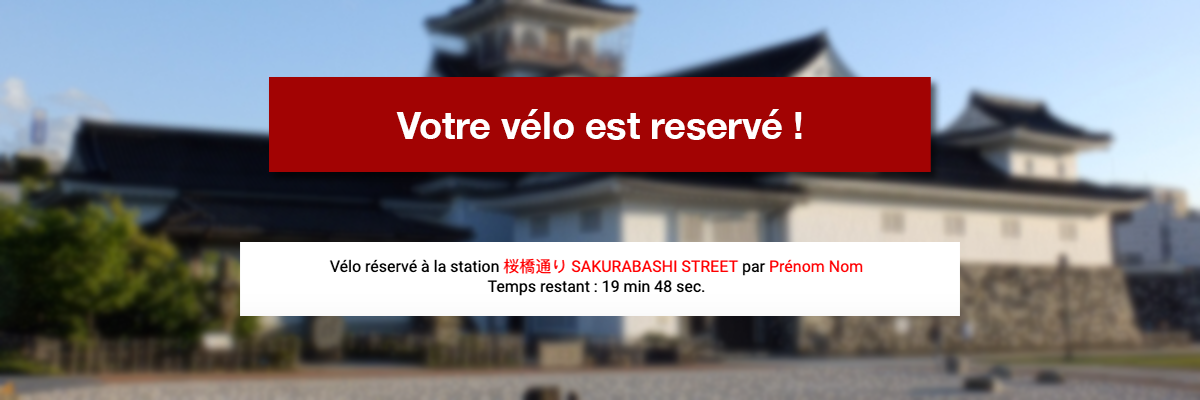 Votre vélo est reservé !
Vélo réservé à la station 桜橋通り SAKURABASHI STREET par Prénom Nom
Temps restant : 19 min 48 sec.